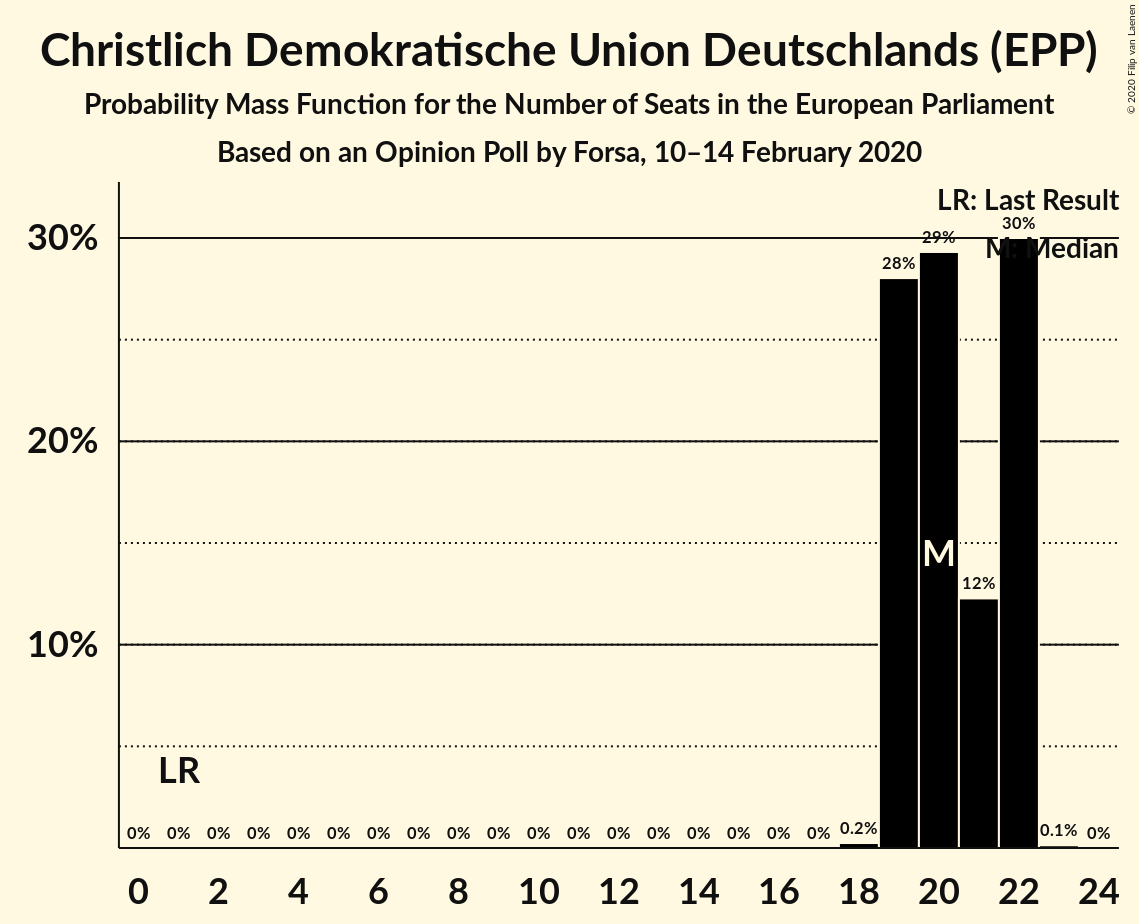 Christlich Demokratische Union Deutschlands (EPP)
Probability Mass Function for the Number of Seats in the European Parliament
Based on an Opinion Poll by Forsa, 10–14 February 2020
© 2020 Filip van Laenen
LR: Last Result
M: Median
30%
20%
10%
0% 0% 0% 0% 0% 0% 0% 0% 0% 0% 0% 0% 0% 0% 0% 0% 0% 0% 0.2% 28% 29% 12% 30% 0.1% 0%
LR
M
0 2 4 6 8 10 12 14 16 18 20 22 24